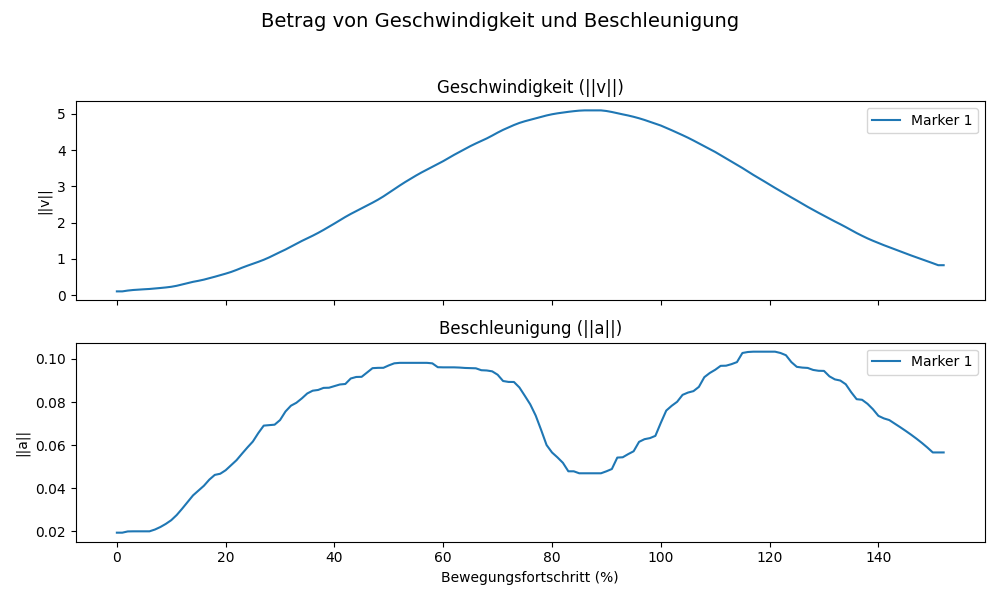 Betrag von Geschwindigkeit und Beschleunigung
Geschwindigkeit (||v||)
5
4
3
2
1
0
||v||
Marker 1
Beschleunigung (||a||)
0.10
0.08
0.06
0.04
0.02
||a||
Marker 1
0 20 40 60 80 100 120 140
Bewegungsfortschritt (%)